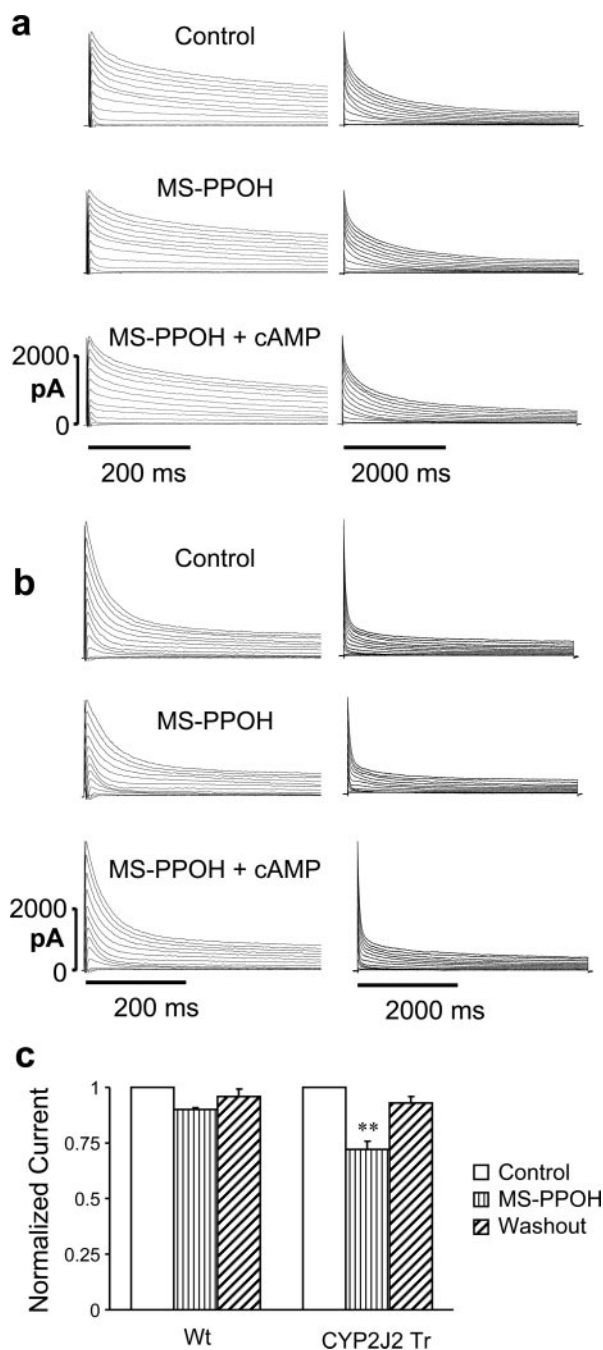 a
Control
MS-PPOH
MS-PPOH + cAMP
2000
pA
0
200 ms
2000 ms
b
Control
MS-PPOH
MS-PPOH + cAMP
2000
pA
0
200 ms
2000 ms
c
Normalized Current
1
0.75
0.5
0.25
0
**
Wt
CYP2J2 Tr
Control
MS-PPOH
Washout